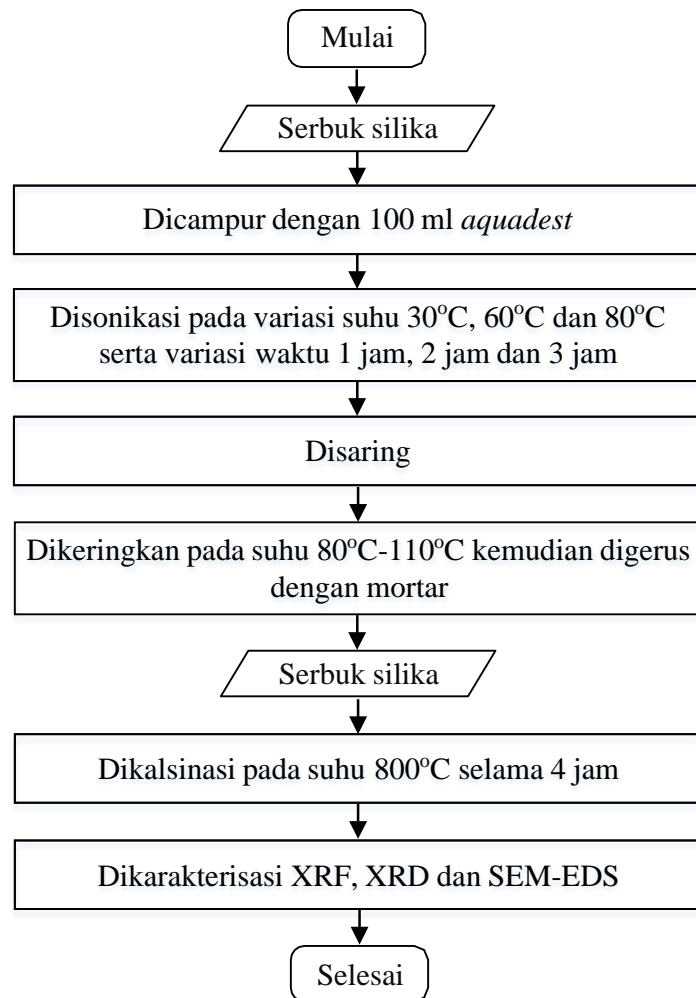 Mulai
Serbuk silika
Dicampur dengan 100 ml aquadest
Disonikasi pada variasi suhu 30°C, 60°C dan 80°C
serta variasi waktu 1 jam, 2 jam dan 3 jam
Disaring
Dikeringkan pada suhu 80°C-110°C kemudian digerus
dengan mortar
Serbuk silika
Dikalsinasi pada suhu 800°C selama 4 jam
Dikarakterisasi XRF, XRD dan SEM-EDS
Selesai